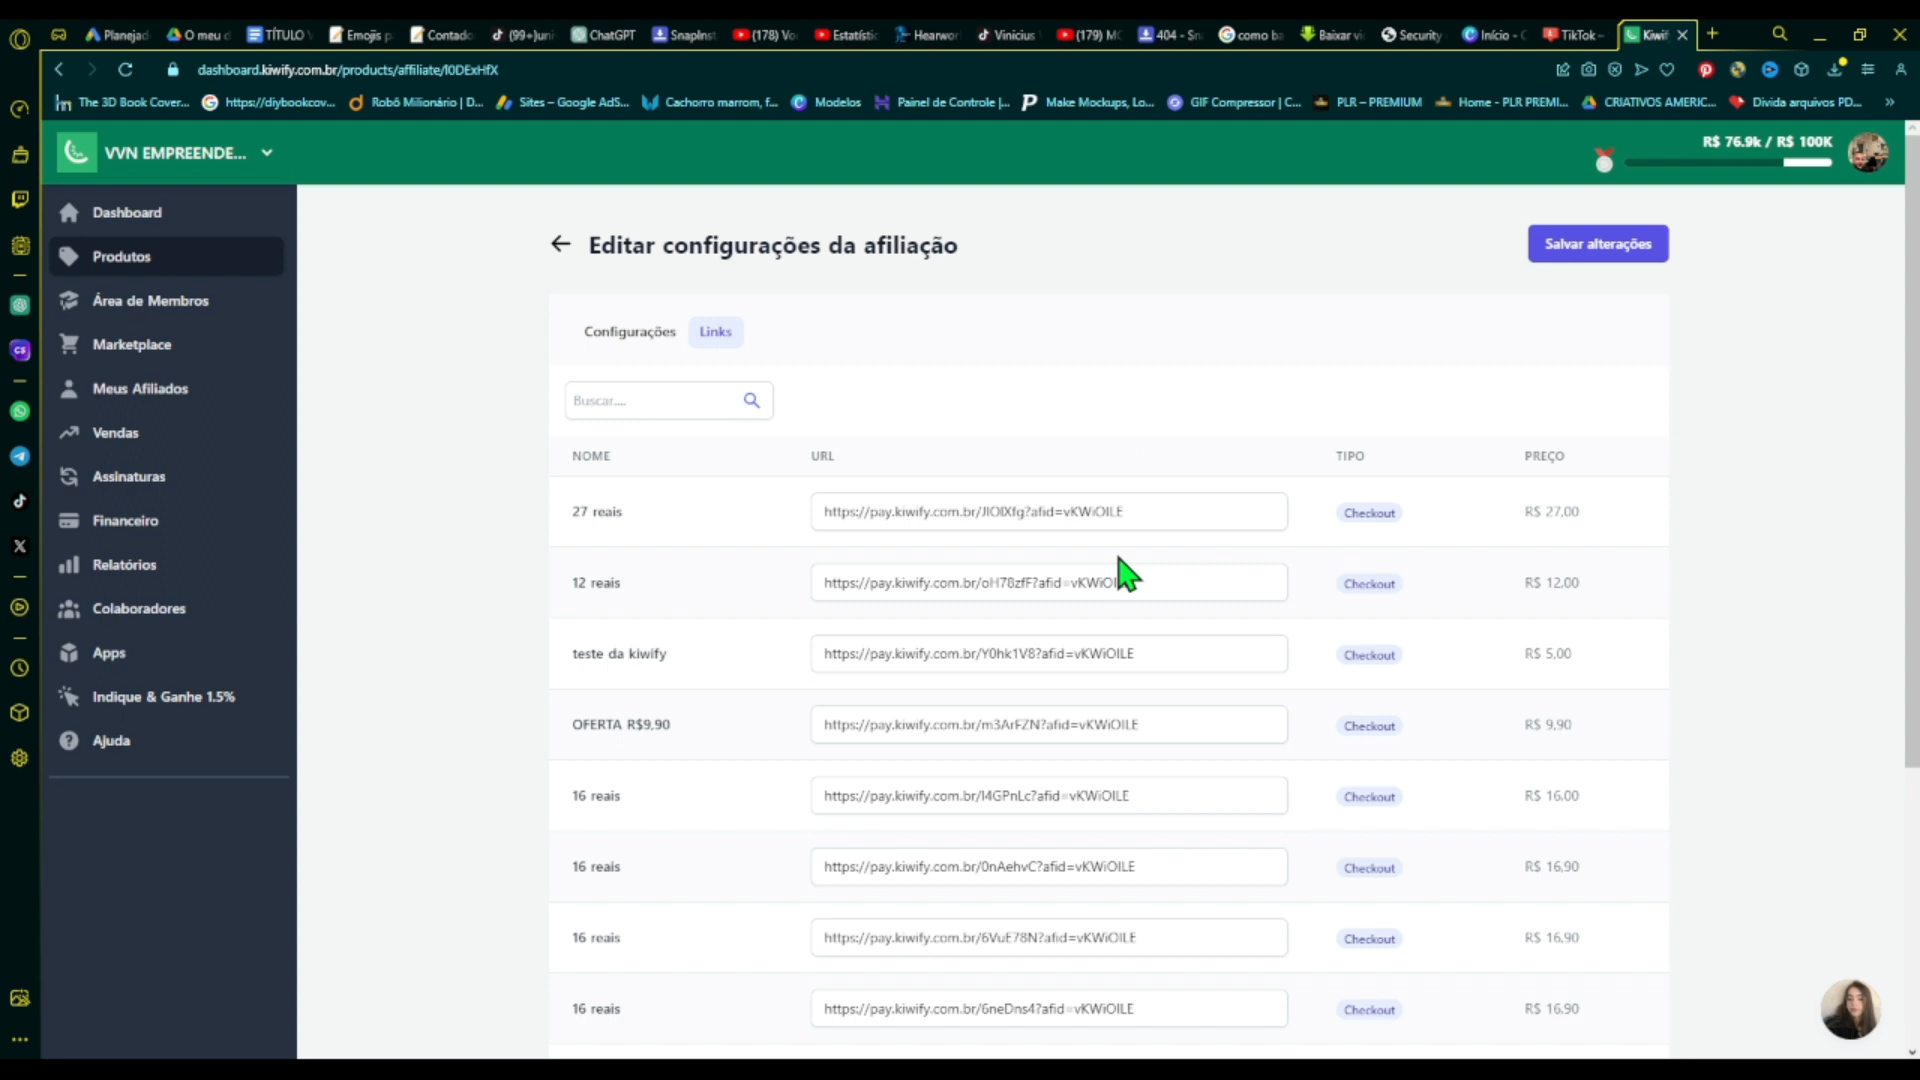 Planejad
O meu d
TÍTULO
Emojis p
Contado
(99+)uni
ChatGPT
SnapInst
(178) Vo
Estatístic
Hearwor
Vinicius
(179) MC
404 - Sn
como ba
Baixar vi
Security
Início - C
TikTok –
Kiwif
dashboard.kiwify.com.br/products/affiliate/
The 3D Book Cover...
https://diybookcov...
Robô Milionário | D...
Sites – Google AdS...
Cachorro marrom, f...
Modelos
Painel de Controle |...
Make Mockups, Lo...
GIF Compressor | C...
PLR – PREMIUM
Home - PLR PREMI...
CRIATIVOS AMERIC...
Divida arquivos PD...
VVN EMPREENDE...
R$ 76.9k / R$ 100K
Dashboard
Produtos
Área de Membros
Marketplace
Meus Afiliados
Vendas
Assinaturas
Financeiro
Relatórios
Colaboradores
Apps
Indique & Ganhe 1.5%
Ajuda
CS
Editar configurações da afiliação
Salvar alterações
Configurações Links
Buscar....
NOME URL TIPO PREÇO
27 reais https://pay.kiwify.com.br/JIOIXfg?afid=vKWiOILE Checkout R$ 27,00
12 reais https://pay.kiwify.com.br/oH78zfF?afid=vKWiOI Checkout R$ 12,00
teste da kiwify https://pay.kiwify.com.br/Y0hk1V8?afid=vKWiOILE Checkout R$ 5,00
OFERTA R$9,90 https://pay.kiwify.com.br/m3ArFZN?afid=vKWiOILE Checkout R$ 9,90
16 reais https://pay.kiwify.com.br/l4GPnLc?afid=vKWiOILE Checkout R$ 16,00
16 reais https://pay.kiwify.com.br/0nAehvC?afid=vKWiOILE Checkout R$ 16,90
16 reais https://pay.kiwify.com.br/6VuE78N?afid=vKWiOILE Checkout R$ 16,90
16 reais https://pay.kiwify.com.br/6neDns4?afid=vKWiOILE Checkout R$ 16,90